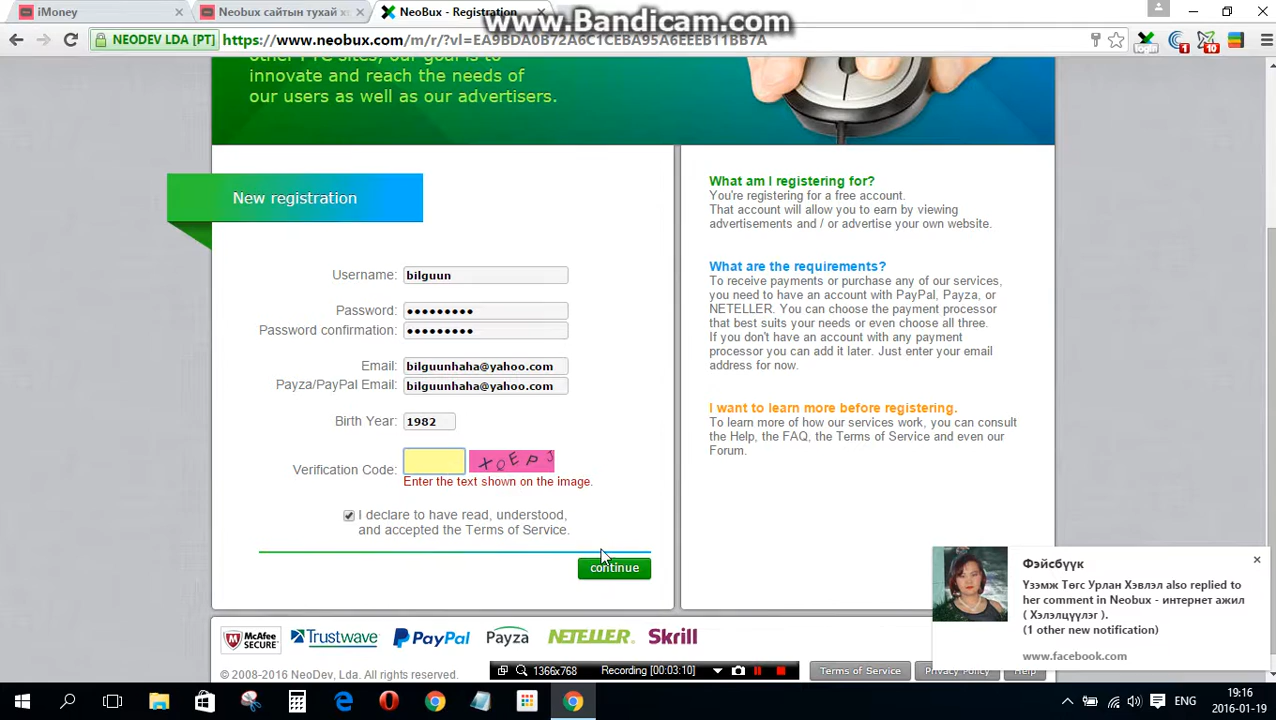 iMoney
Neobux сайтын тухай х
NeoBux - Registration
www.Bandicam.com
NEODEV LDA [PT]
https://www.neobux.com/m/r/?vl=EA9BDA0B72A6C1CEBA95A6EEEB11BB7A
login
1
10
innovate and reach the needs of
our users as well as our advertisers.
New registration
Username: bilguun
Password: •••••••••
Password confirmation: •••••••••
Email: bilguunhaha@yahoo.com
Payza/PayPal Email: bilguunhaha@yahoo.com
Birth Year: 1982
Verification Code: XOEPJ
Enter the text shown on the image.
I declare to have read, understood,
and accepted the Terms of Service.
continue
What am I registering for?
You're registering for a free account.
That account will allow you to earn by viewing
advertisements and / or advertise your own website.
What are the requirements?
To receive payments or purchase any of our services,
you need to have an account with PayPal, Payza, or
NETELLER. You can choose the payment processor
that best suits your needs or even choose all three.
If you don't have an account with any payment
processor you can add it later. Just enter your email
address for now.
I want to learn more before registering.
To learn more of how our services work, you can consult
the Help, the FAQ, the Terms of Service and even our
Forum.
Фэйсбүүк
Үзэмж Төгс Урлан Хэвлэл also replied to
her comment in Neobux - интернет ажил
( Хэлэлцүүлэг ).
(1 other new notification)
www.facebook.com
McAfee
SECURE
Trustwave
PayPal
Payza
NETELLER
Skrill
© 2008-2016 NeoDev, Lda. All rights
1366x768
Recording [00:03:10]
Terms of Service
Privacy Policy
Help
ENG
19:16
2016-01-19